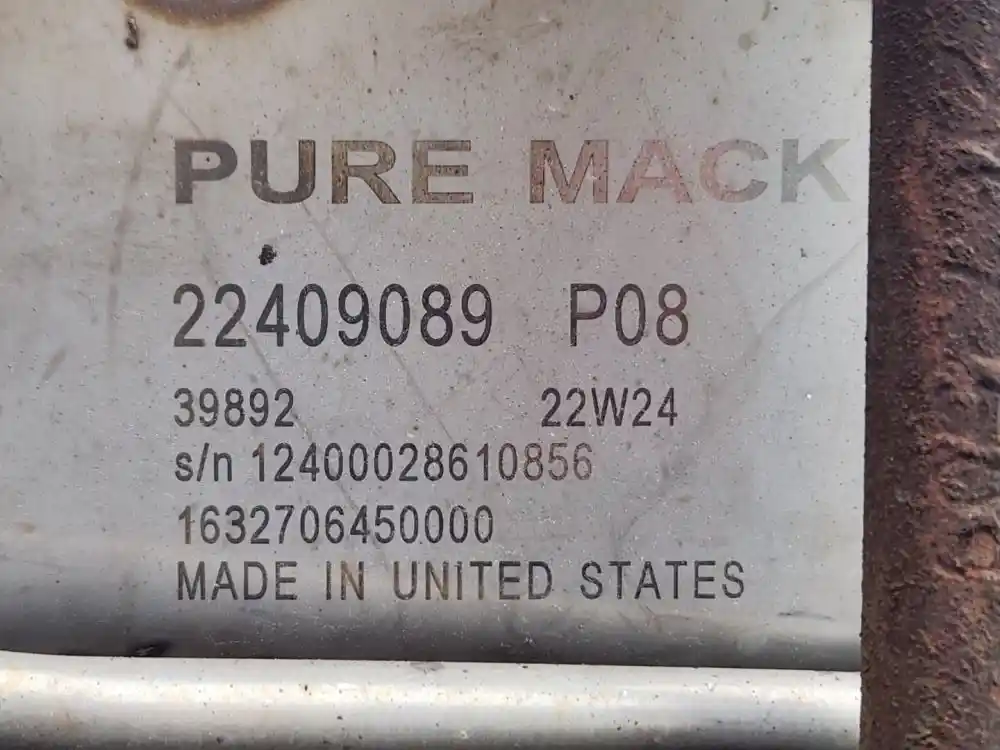 PURE MACK
22409089 P08
39892 22W24
s/n 12400028610856
1632706450000
MADE IN UNITED STATES